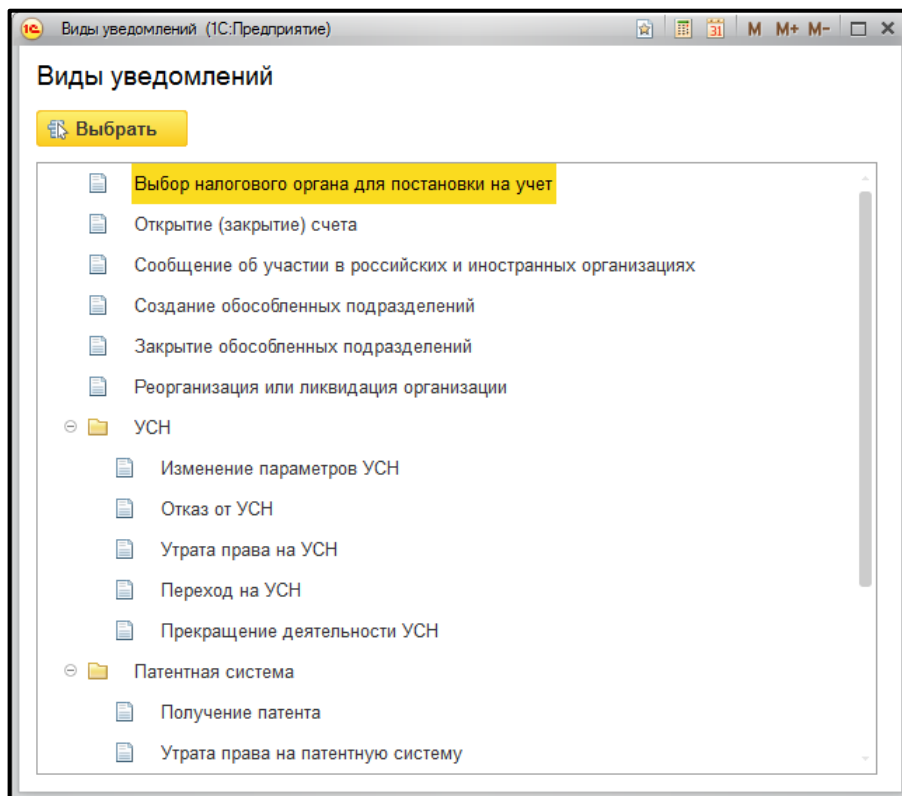 1С Виды уведомлений (1С:Предприятие) 31 M M+ M-
Виды уведомлений
Выбрать
Выбор налогового органа для постановки на учет
Открытие (закрытие) счета
Сообщение об участии в российских и иностранных организациях
Создание обособленных подразделений
Закрытие обособленных подразделений
Реорганизация или ликвидация организации
УСН
Изменение параметров УСН
Отказ от УСН
Утрата права на УСН
Переход на УСН
Прекращение деятельности УСН
Патентная система
Получение патента
Утрата права на патентную систему